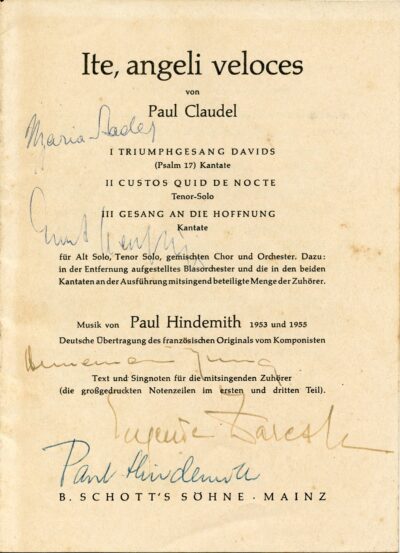 Ite, angeli veloces
von
Paul Claudel
Maria
I TRIUMPHGESANG DAVIDS
(Psalm 17) Kantate
II CUSTOS QUID DE NOCTE
Tenor-Solo
III GESANG AN DIE HOFFNUNG
Kantate
für Alt Solo, Tenor Solo, gemischten Chor und Orchester. Dazu:
in der Entfernung aufgestelltes Blasorchester und die in den beiden
Kantaten an der Ausführung mitsingend beteiligte Menge der Zuhörer.
Musik von Paul Hindemith 1953 und 1955
Deutsche Übertragung des französischen Originals vom Komponisten
Annemarie Jung
Text und Singnoten für die mitsingenden Zuhörer
(die großgedruckten Notenzeilen im ersten und dritten Teil).
Eugenia Zareska
Paul Hindemith
B. SCHOTT'S SÖHNE · MAINZ